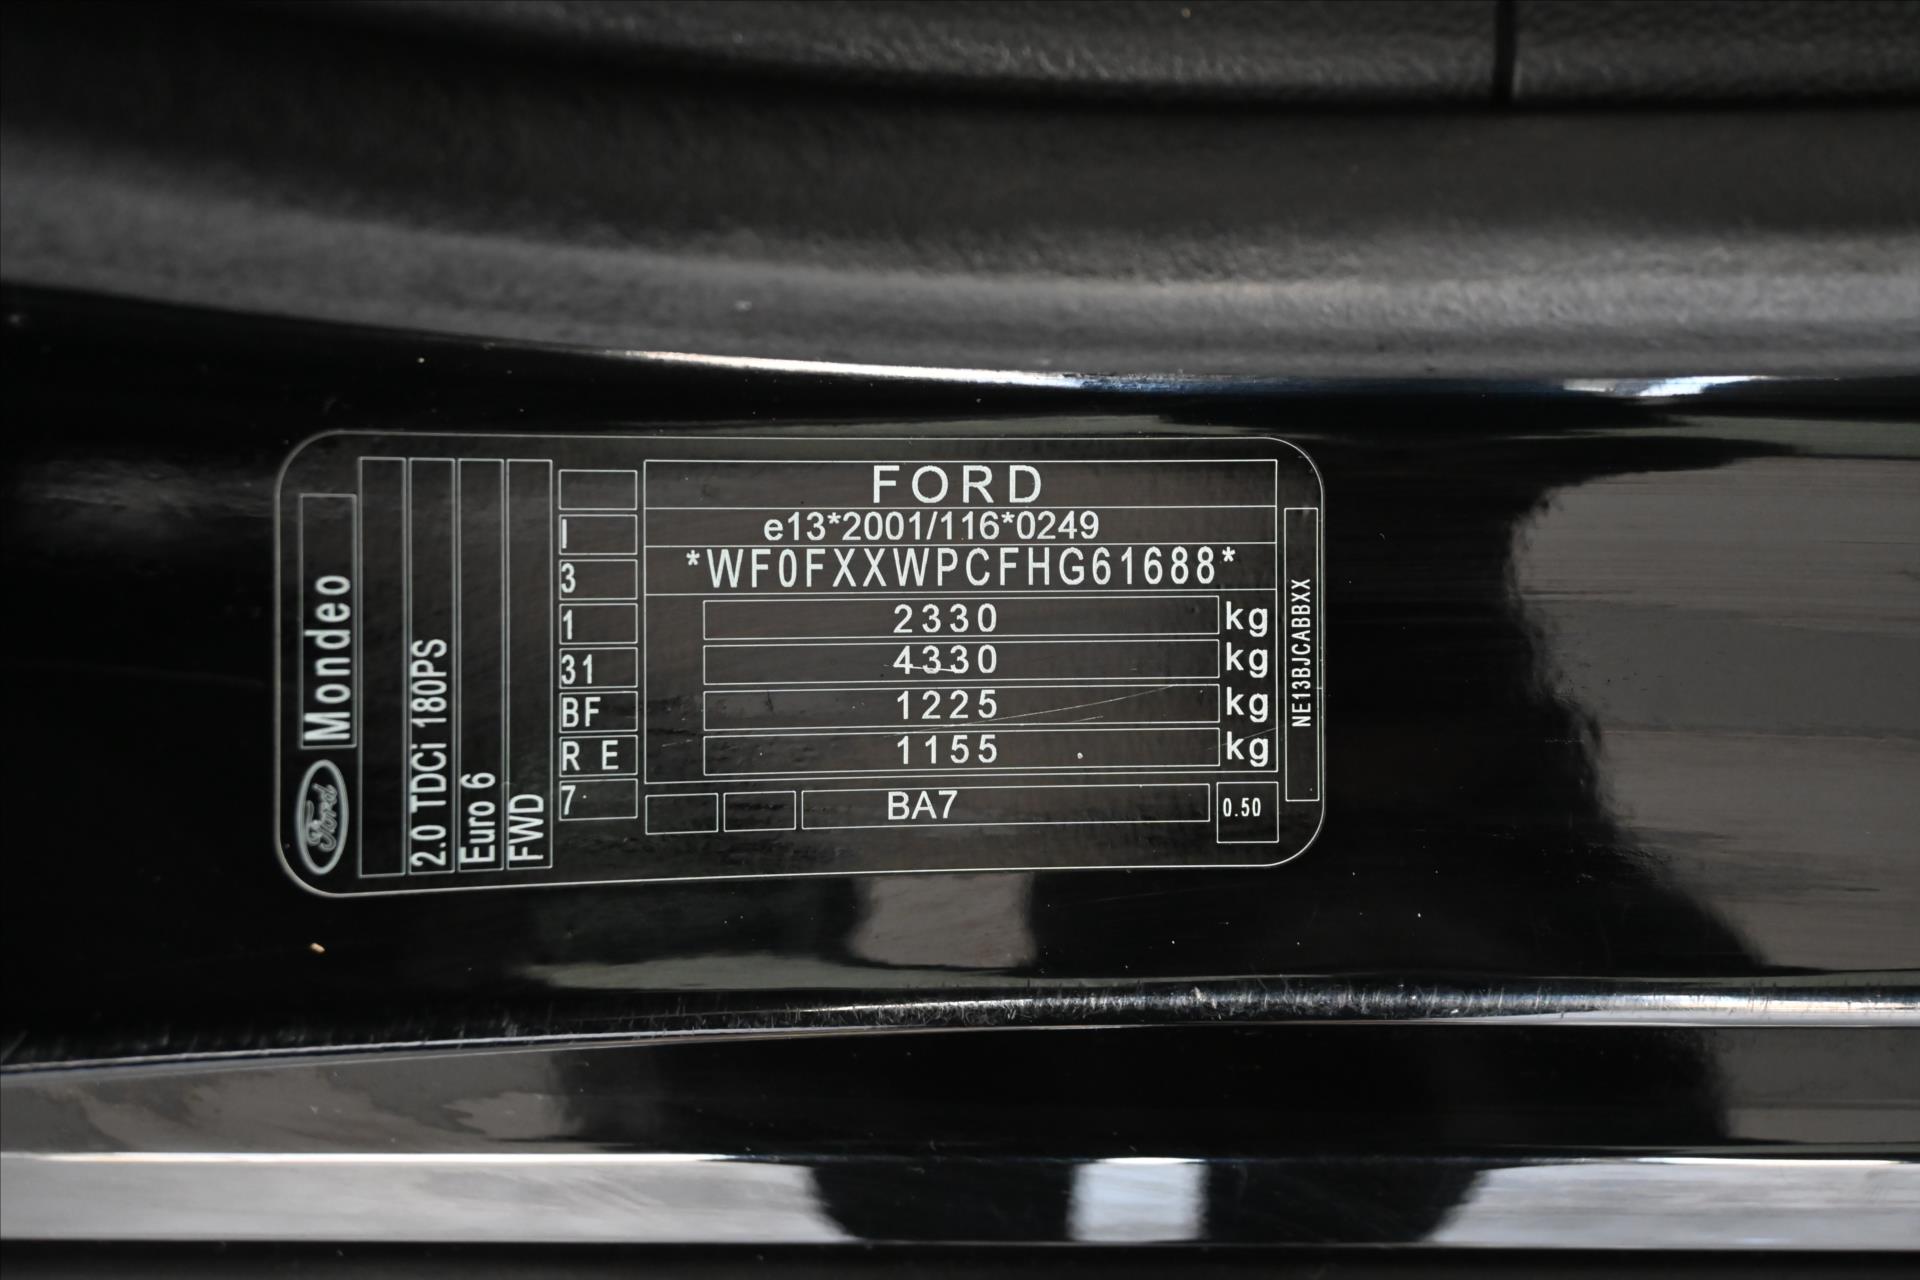 FORD
e13*2001/116*0249
*WF0FXXWPCFHG61688*
2330 kg
4330 kg
1225 kg
1155 kg
BA7
0.50
I
3
1
31
BF
R E
7
Ford
Mondeo
2.0 TDCi 180PS
Euro 6
FWD
NE13BJCABBXX